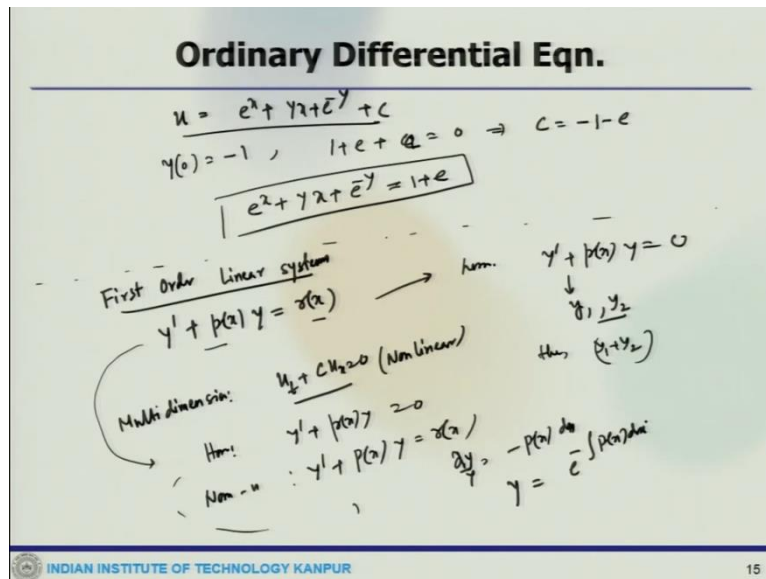 Ordinary Differential Eqn.
u = e^x + yx + e^-y + c
y(0) = -1 , 1 + e + c = 0 ⇒ c = -1 - e
e^x + yx + e^-y = 1 + e
First order Linear system
y' + p(x) y = r(x) → hom. y' + p(x) y = 0
↓
y1, y2
then (y1 + y2)
Multi dimension: ut + C ux = 0 (Non linear)
Hom: y' + p(x) y = 0
Non-H : y' + p(x) y = r(x)
dy/y = -p(x) dx
y = e^-∫p(x)dx
INDIAN INSTITUTE OF TECHNOLOGY KANPUR
15